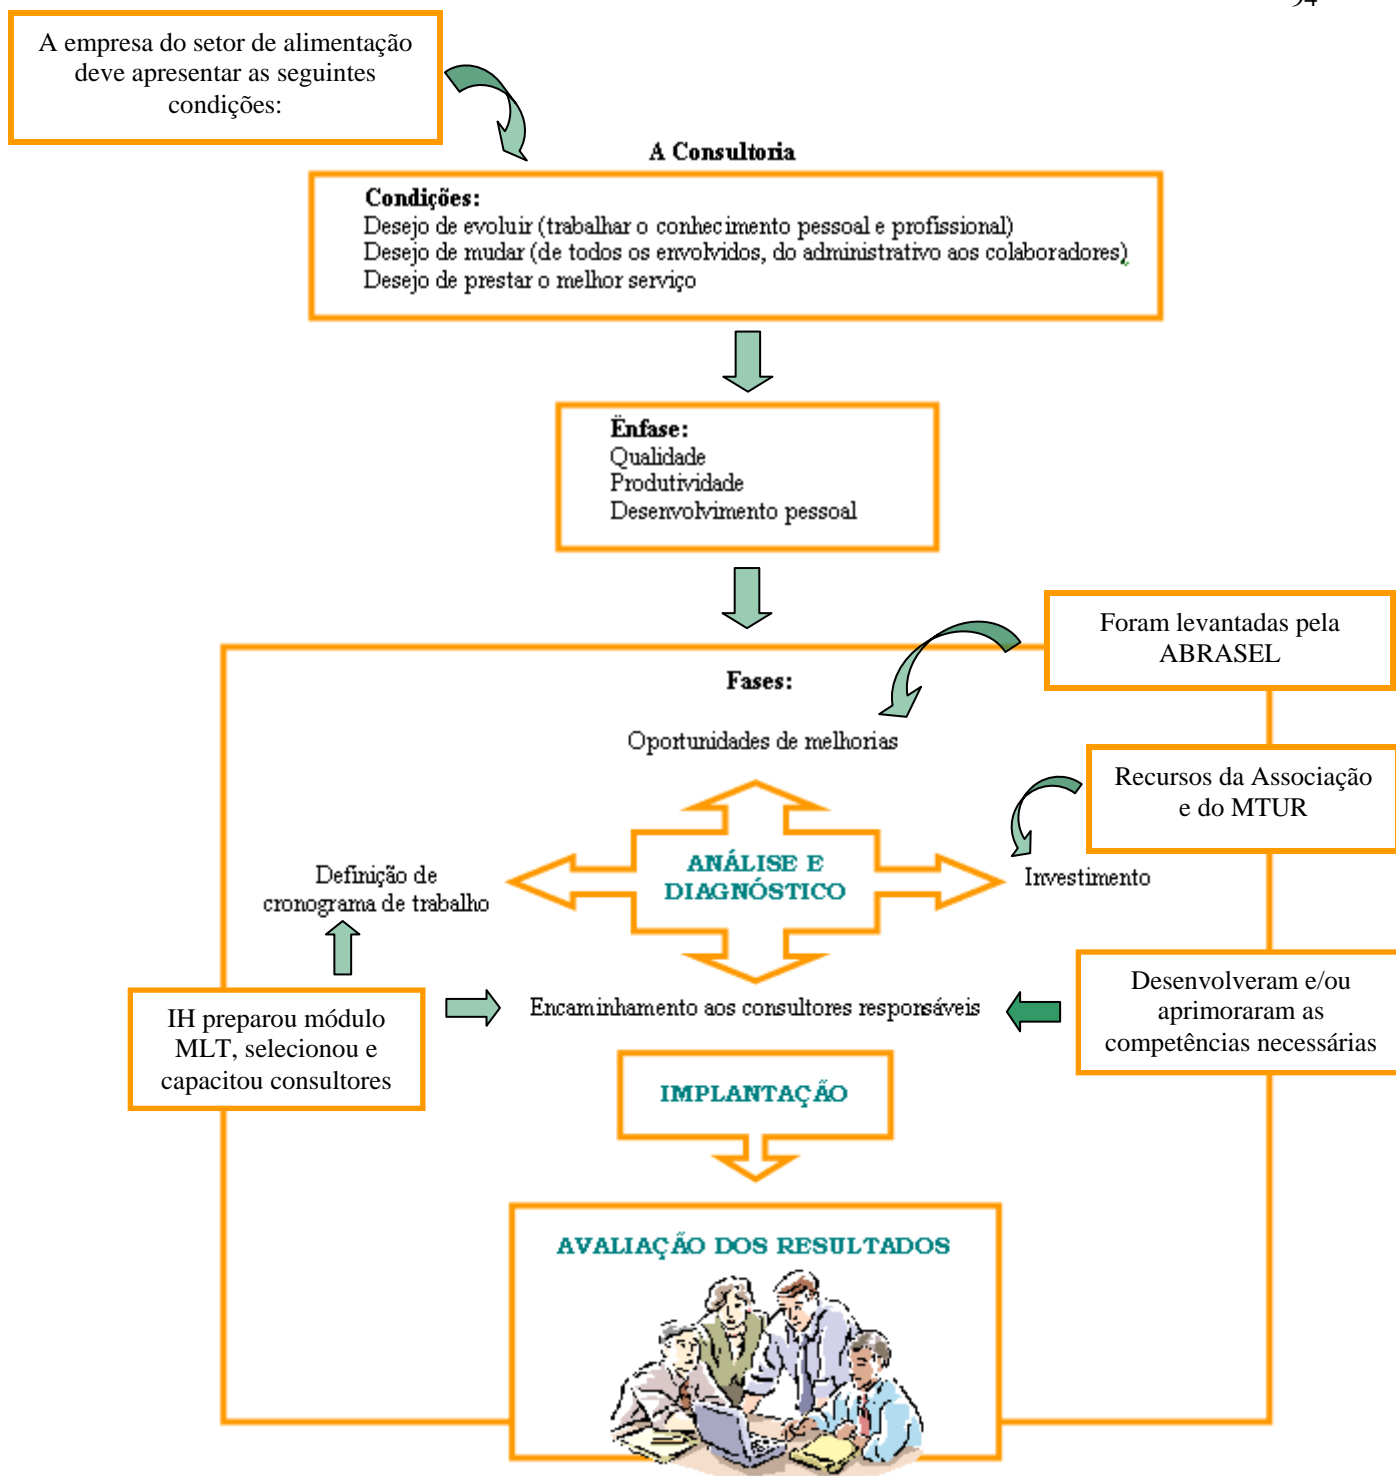 A empresa do setor de alimentação
deve apresentar as seguintes
condições:
A Consultoria
Condições:
Desejo de evoluir (trabalhar o conhecimento pessoal e profissional)
Desejo de mudar (de todos os envolvidos, do administrativo aos colaboradores)
Desejo de prestar o melhor serviço
Ënfase:
Qualidade
Produtividade
Desenvolvimento pessoal
Foram levantadas pela
ABRASEL
Fases:
Oportunidades de melhorias
Recursos da Associação
e do MTUR
ANÁLISE E
DIAGNÓSTICO
Definição de
cronograma de trabalho
Investimento
IH preparou módulo
MLT, selecionou e
capacitou consultores
Encaminhamento aos consultores responsáveis
Desenvolveram e/ou
aprimoraram as
competências necessárias
IMPLANTAÇÃO
AVALIAÇÃO DOS RESULTADOS